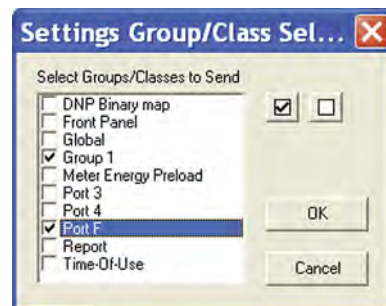 Settings Group/Class Sel...
Select Groups/Classes to Send
DNP Binary map
Front Panel
Global
Group 1
Meter Energy Preload
Port 3
Port 4
Port F
Report
Time-Of-Use
OK
Cancel